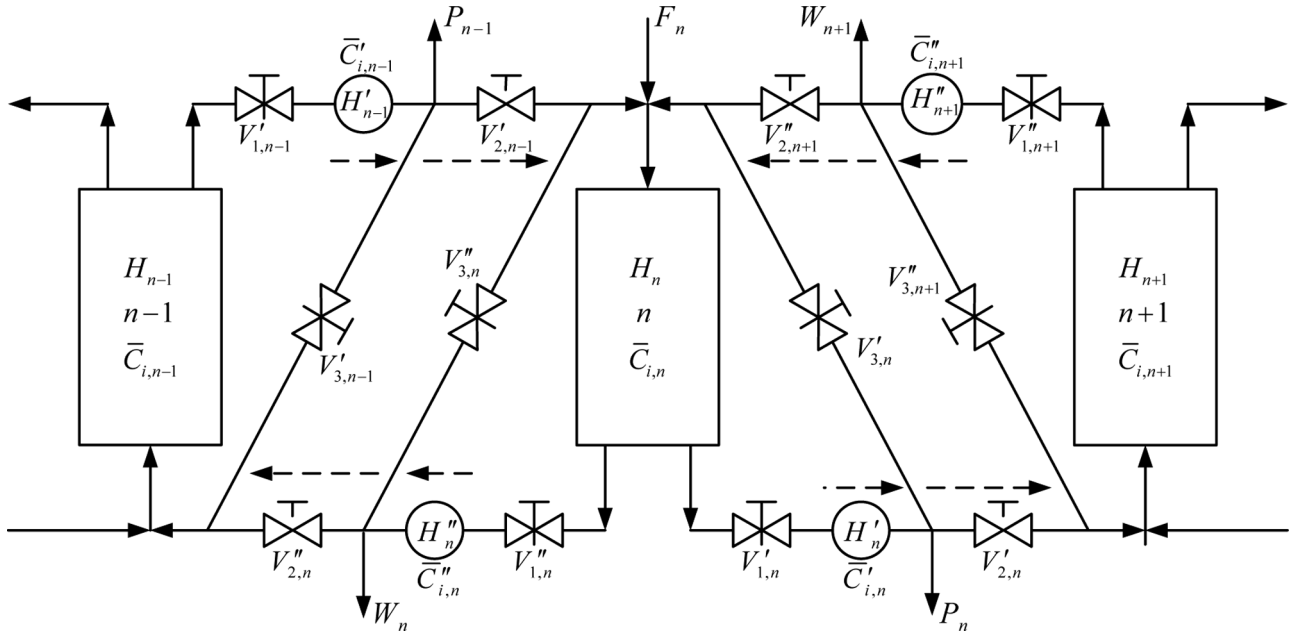 P_{n−1}
F_n
W_{n+1}
C̅′_{i,n−1}
C̅″_{i,n+1}
H′_{n−1}
H″_{n+1}
V′_{1,n−1}
V′_{2,n−1}
V″_{2,n+1}
V″_{1,n+1}
H_{n−1}
n−1
C̅_{i,n−1}
V′_{3,n−1}
V″_{3,n}
H_n
n
C̅_{i,n}
V′_{3,n}
V″_{3,n+1}
H_{n+1}
n+1
C̅_{i,n+1}
V″_{2,n}
H″_n
C̅″_{i,n}
V″_{1,n}
V′_{1,n}
H′_n
C̅′_{i,n}
V′_{2,n}
W_n
P_n